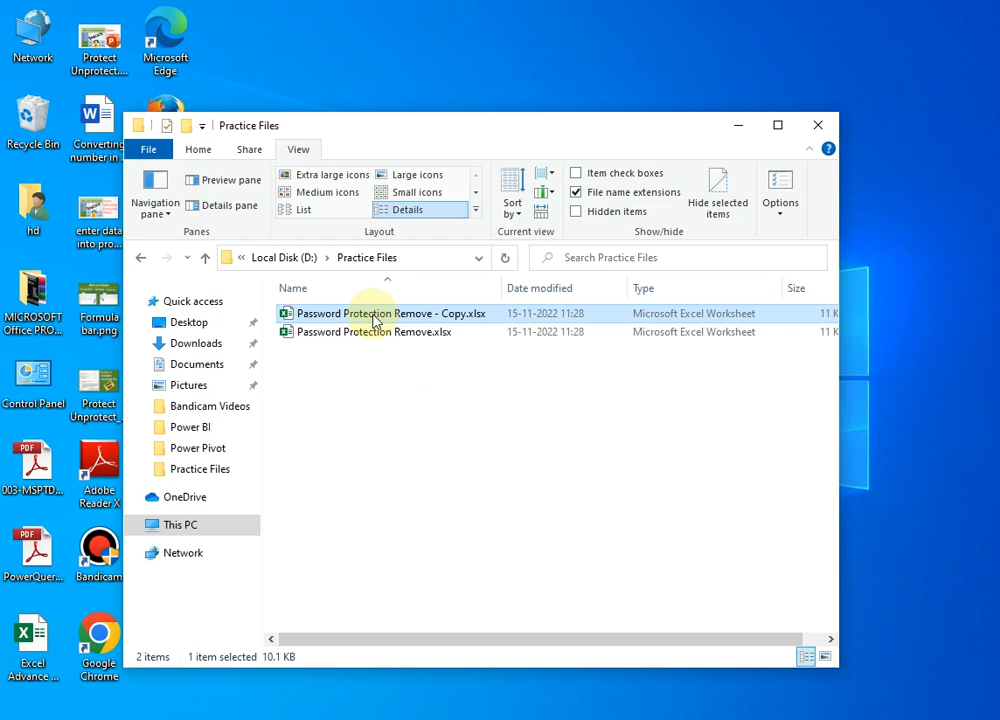 Network
Protect
Unprotect....
Microsoft
Edge
Recycle Bin
Converting
number in ...
hd
enter data
into pro...
MICROSOFT
Office PRO...
Formula
bar.png
Control Panel
Protect
Unprotect_...
003-MSPTD...
Adobe
Reader X
PowerQuer...
Bandicam
Excel
Advance ...
Google
Chrome
Practice Files
File
Home
Share
View
Navigation
pane
Preview pane
Details pane
Panes
Extra large icons
Large icons
Medium icons
Small icons
List
Details
Layout
Sort
by
Current view
Item check boxes
File name extensions
Hidden items
Hide selected
items
Show/hide
Options
« Local Disk (D:) › Practice Files
Search Practice Files
Name
Date modified
Type
Size
Password Protection Remove - Copy.xlsx 15-11-2022 11:28 Microsoft Excel Worksheet 11 K
Password Protection Remove.xlsx 15-11-2022 11:28 Microsoft Excel Worksheet 11 K
Quick access
Desktop
Downloads
Documents
Pictures
Bandicam Videos
Power BI
Power Pivot
Practice Files
OneDrive
This PC
Network
2 items 1 item selected 10.1 KB